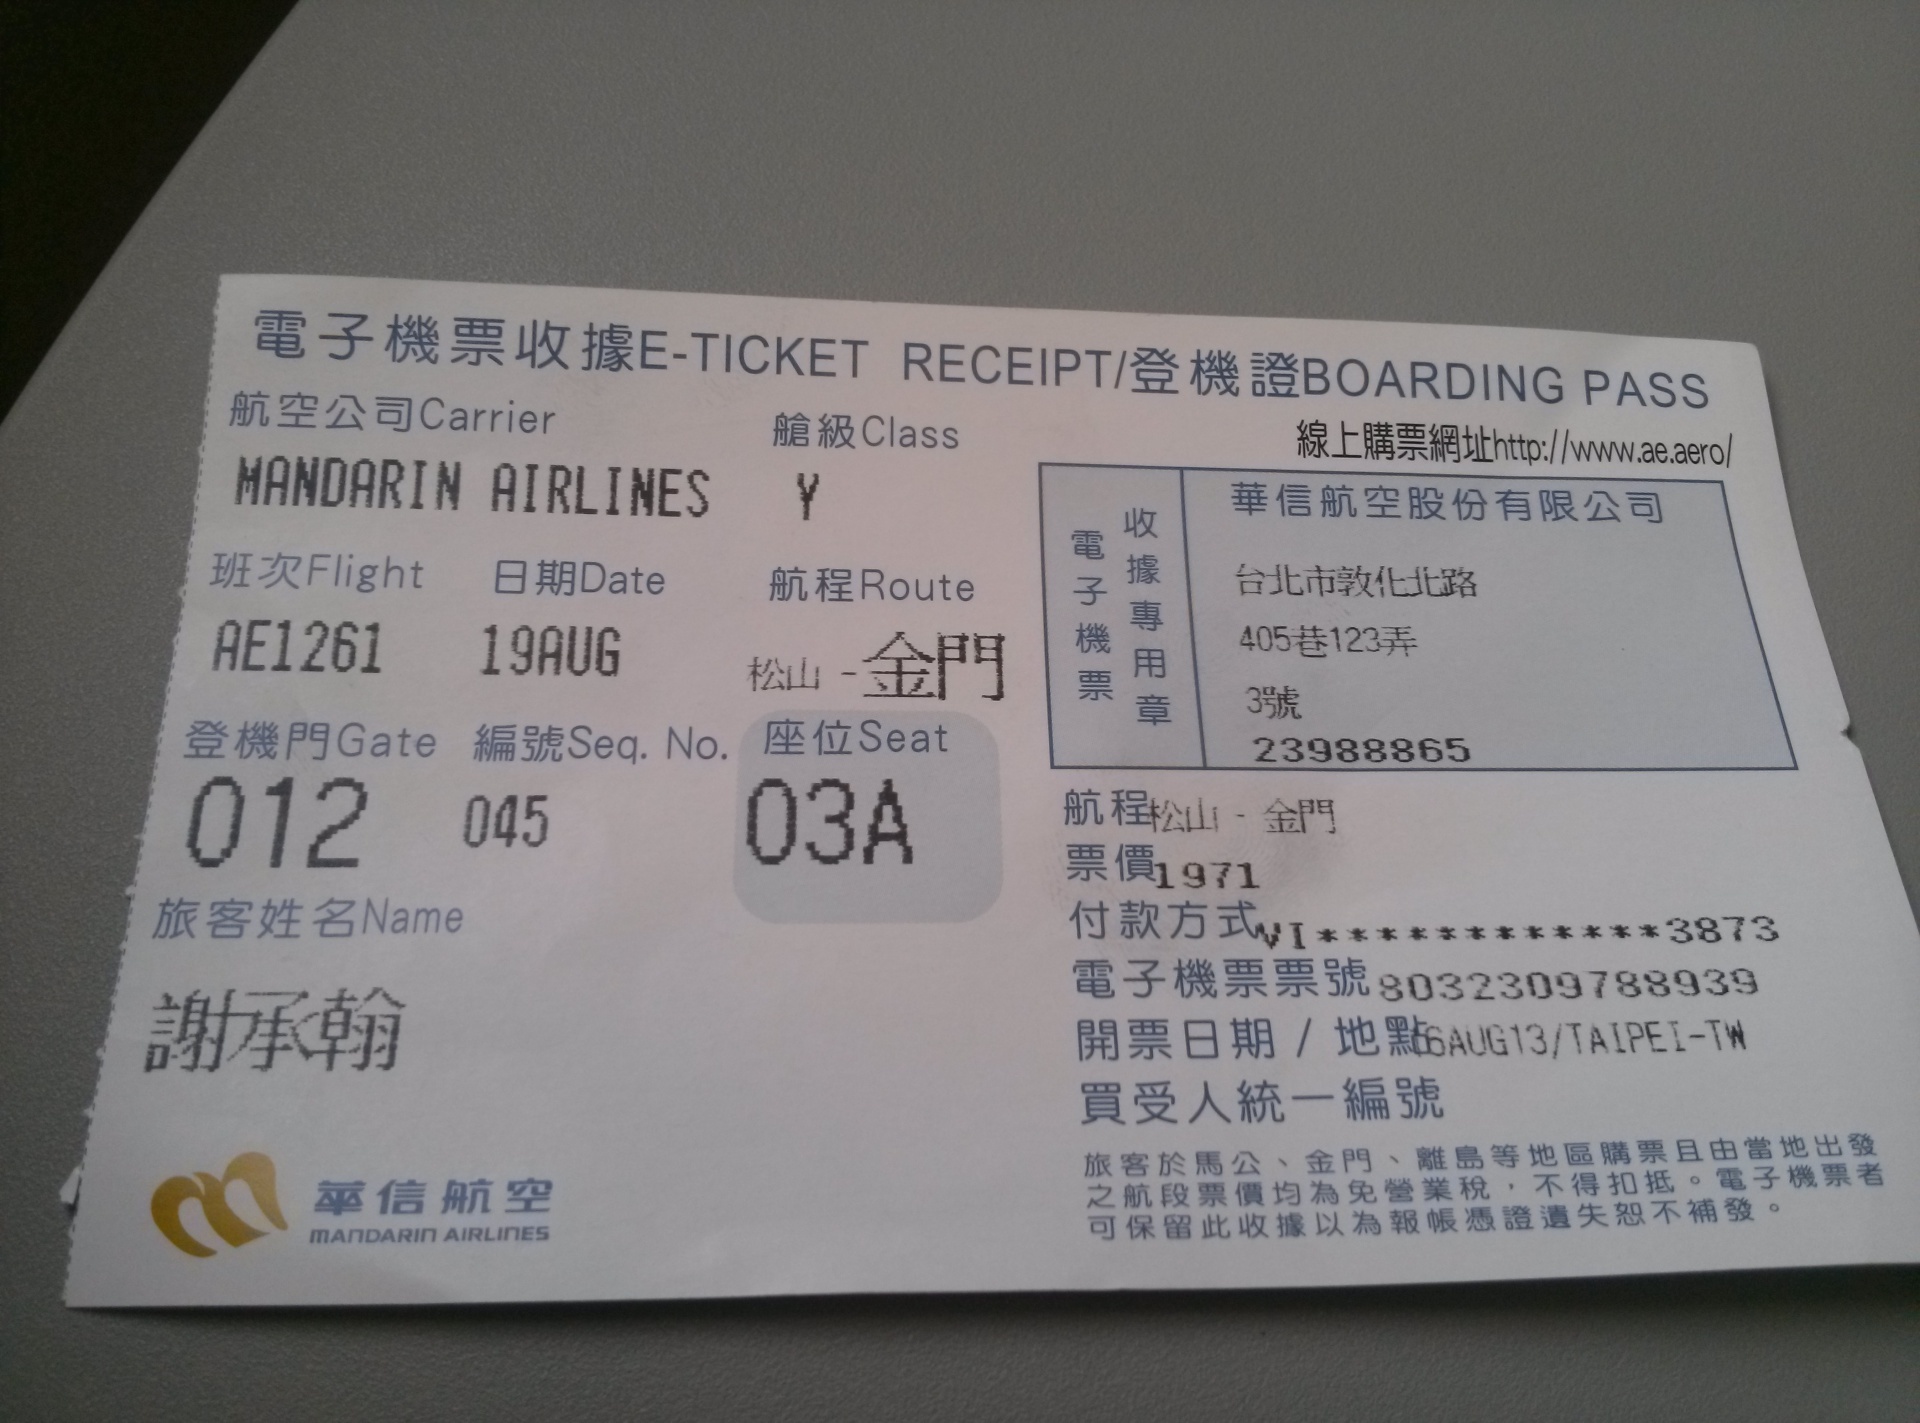 電子機票收據E-TICKET RECEIPT/登機證BOARDING PASS
航空公司Carrier 艙級Class
MANDARIN AIRLINES Y
班次Flight 日期Date 航程Route
AE1261 19AUG 松山 - 金門
登機門Gate 編號Seq. No. 座位Seat
012 045 03A
旅客姓名Name
謝承翰
華信航空
MANDARIN AIRLINES
線上購票網址http://www.ae.aero/
電子機票
收據專用章
華信航空股份有限公司
台北市敦化北路
405巷123弄
3號
23988865
航程松山 - 金門
票價1971
付款方式VI************3873
電子機票票號8032309788939
開票日期 / 地點6AUG13/TAIPEI-TW
買受人統一編號
旅客於馬公、金門、離島等地區購票且由當地出發
之航段票價均為免營業稅，不得扣抵。電子機票者
可保留此收據以為報帳憑證遺失恕不補發。